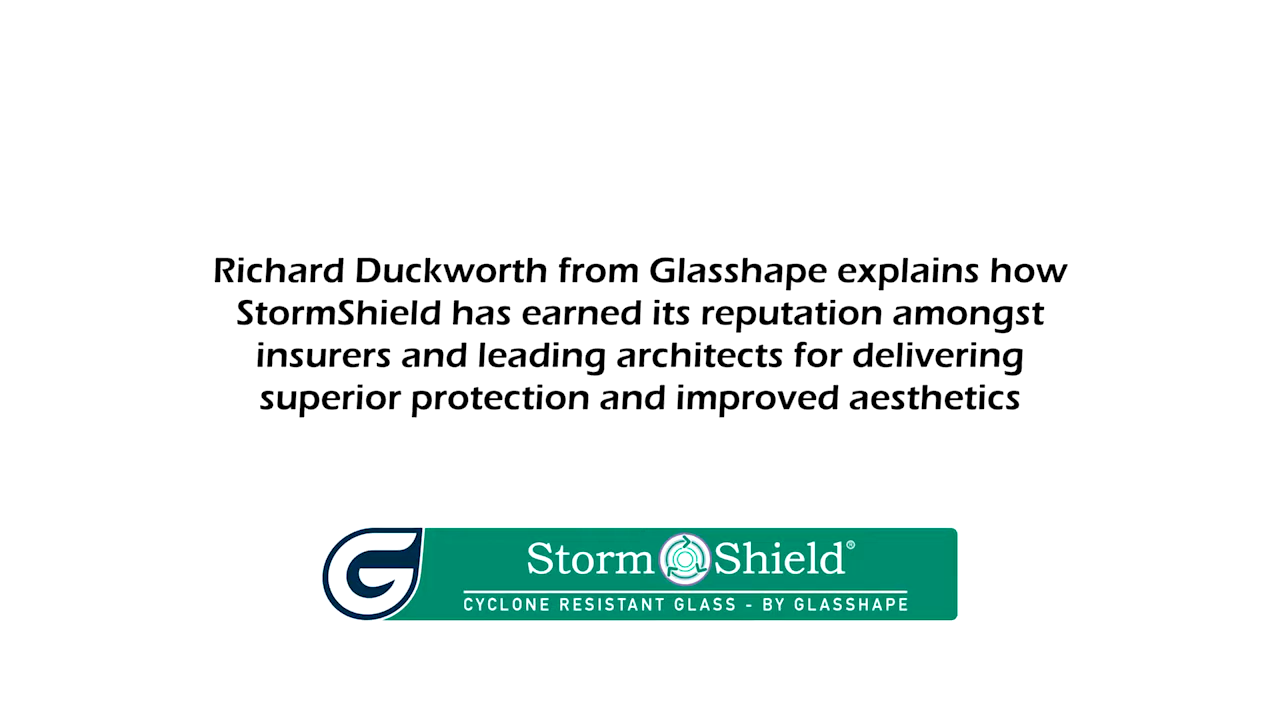 Richard Duckworth from Glasshape explains how
StormShield has earned its reputation amongst
insurers and leading architects for delivering
superior protection and improved aesthetics
G Storm Shield®
CYCLONE RESISTANT GLASS - BY GLASSHAPE